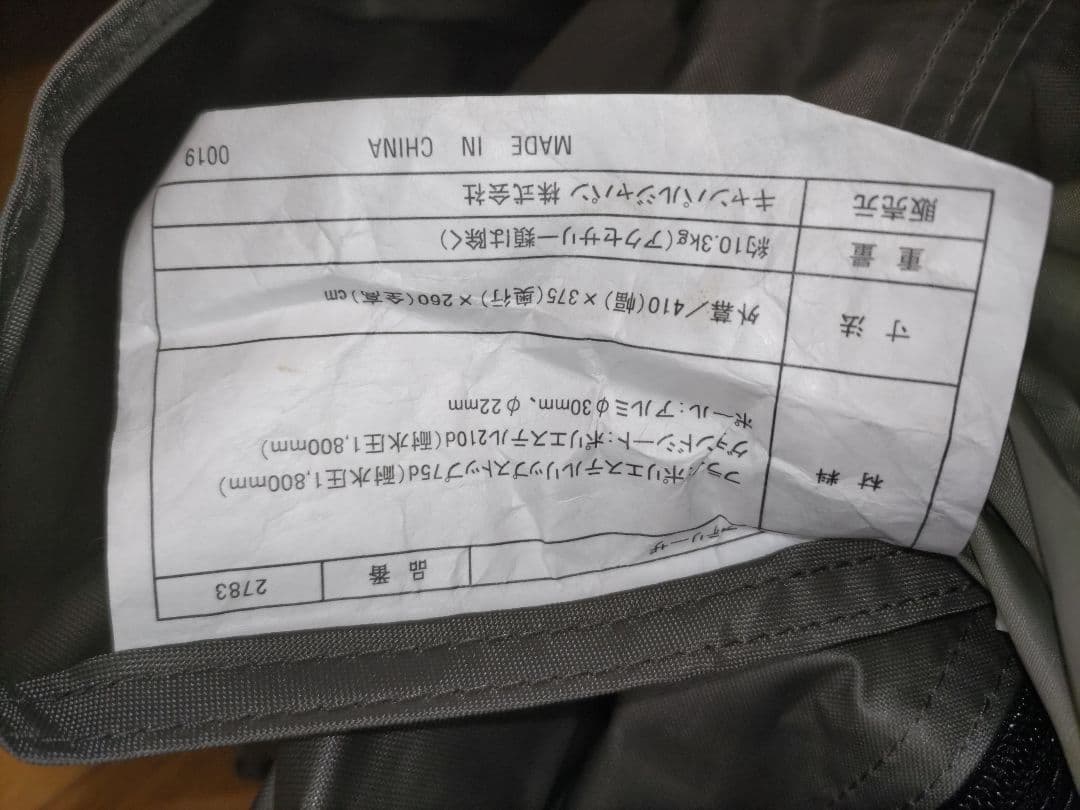 品 番 2783
材 料
フライ:ポリエステルリップストップ75d(耐水圧1,800mm)
グランドシート:ポリエステル210d(耐水圧1,800mm)
ポール:アルミφ30mm、φ22mm
寸 法 外幕/410(幅)×375(奥行)×260(全高)cm
重 量 約10.3kg(アクセサリー類は除く)
販売元 キャンパルジャパン 株式会社
MADE IN CHINA 0019